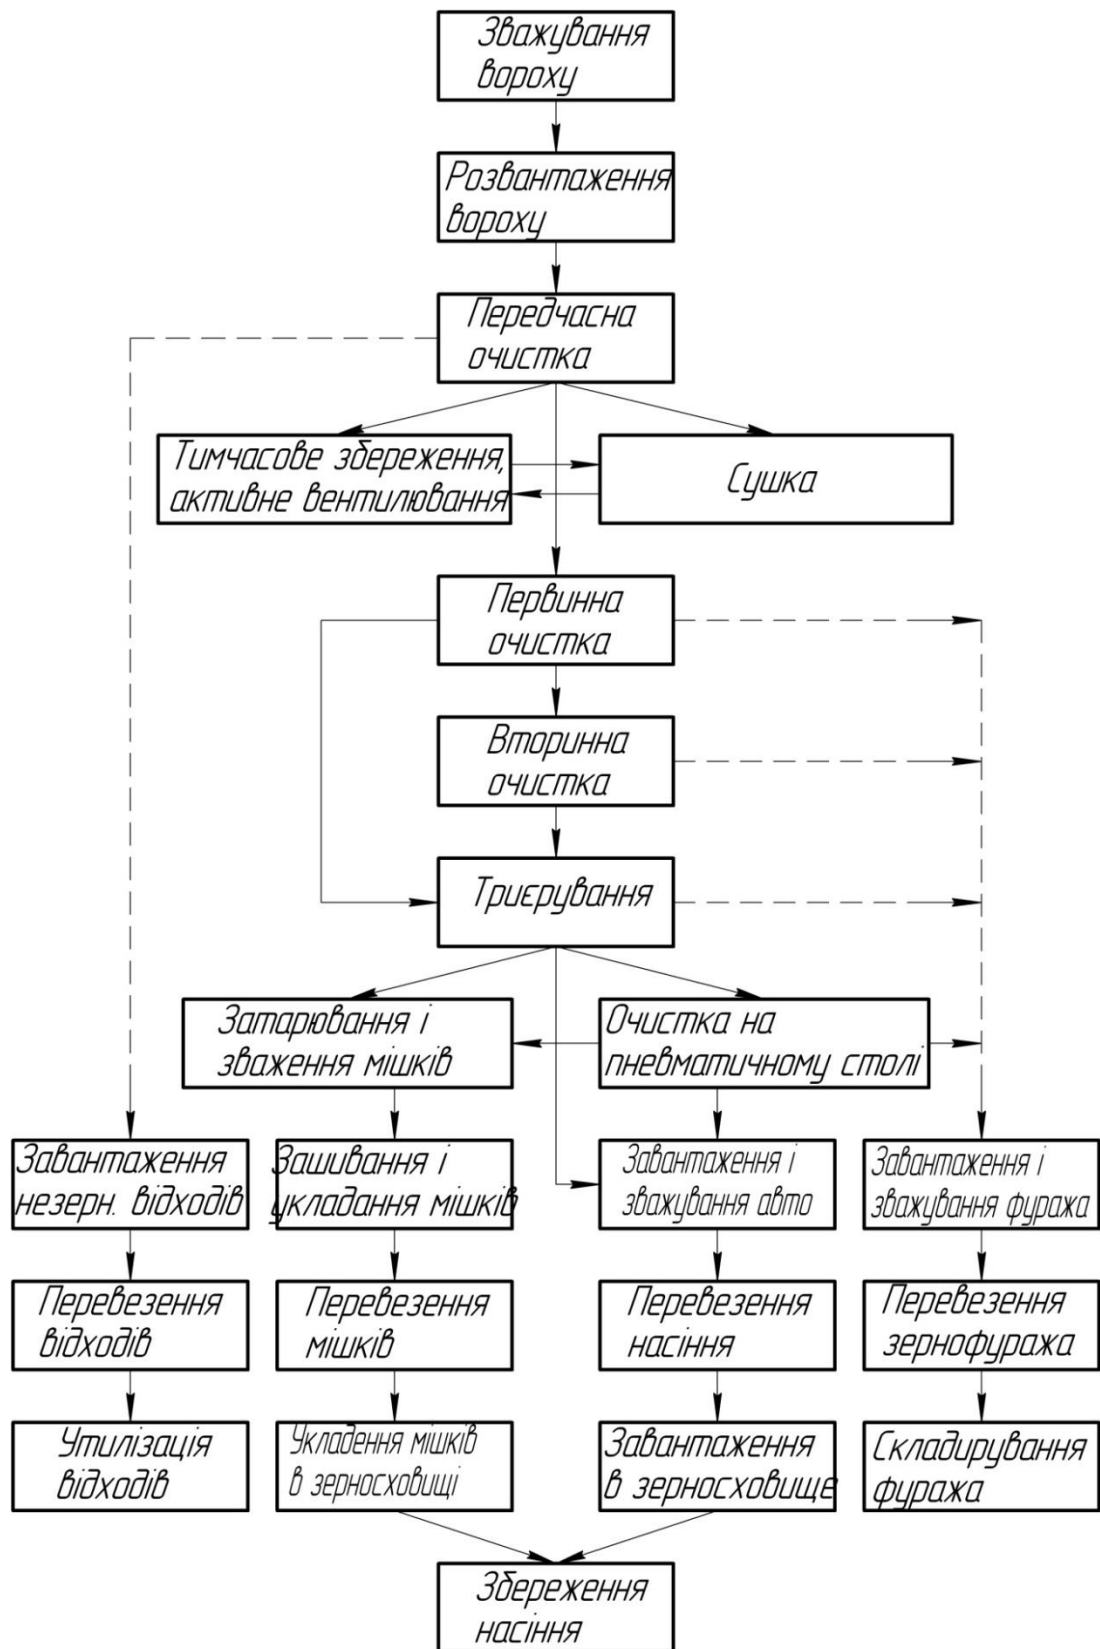 Зважування
вороху
Розвантаження
вороху
Передчасна
очистка
Тимчасове збереження,
активне вентилювання
Сушка
Первинна
очистка
Вторинна
очистка
Триєрування
Затарювання і
зваження мішків
Очистка на
пневматичному столі
Завантаження
незерн. відходів
Зашивання і
укладання мішків
Завантаження і
зважування авто
Завантаження і
зважування фуража
Перевезення
відходів
Перевезення
мішків
Перевезення
насіння
Перевезення
зернофуража
Утилізація
відходів
Укладення мішків
в зерносховищі
Завантаження
в зерносховище
Складирування
фуража
Збереження
насіння